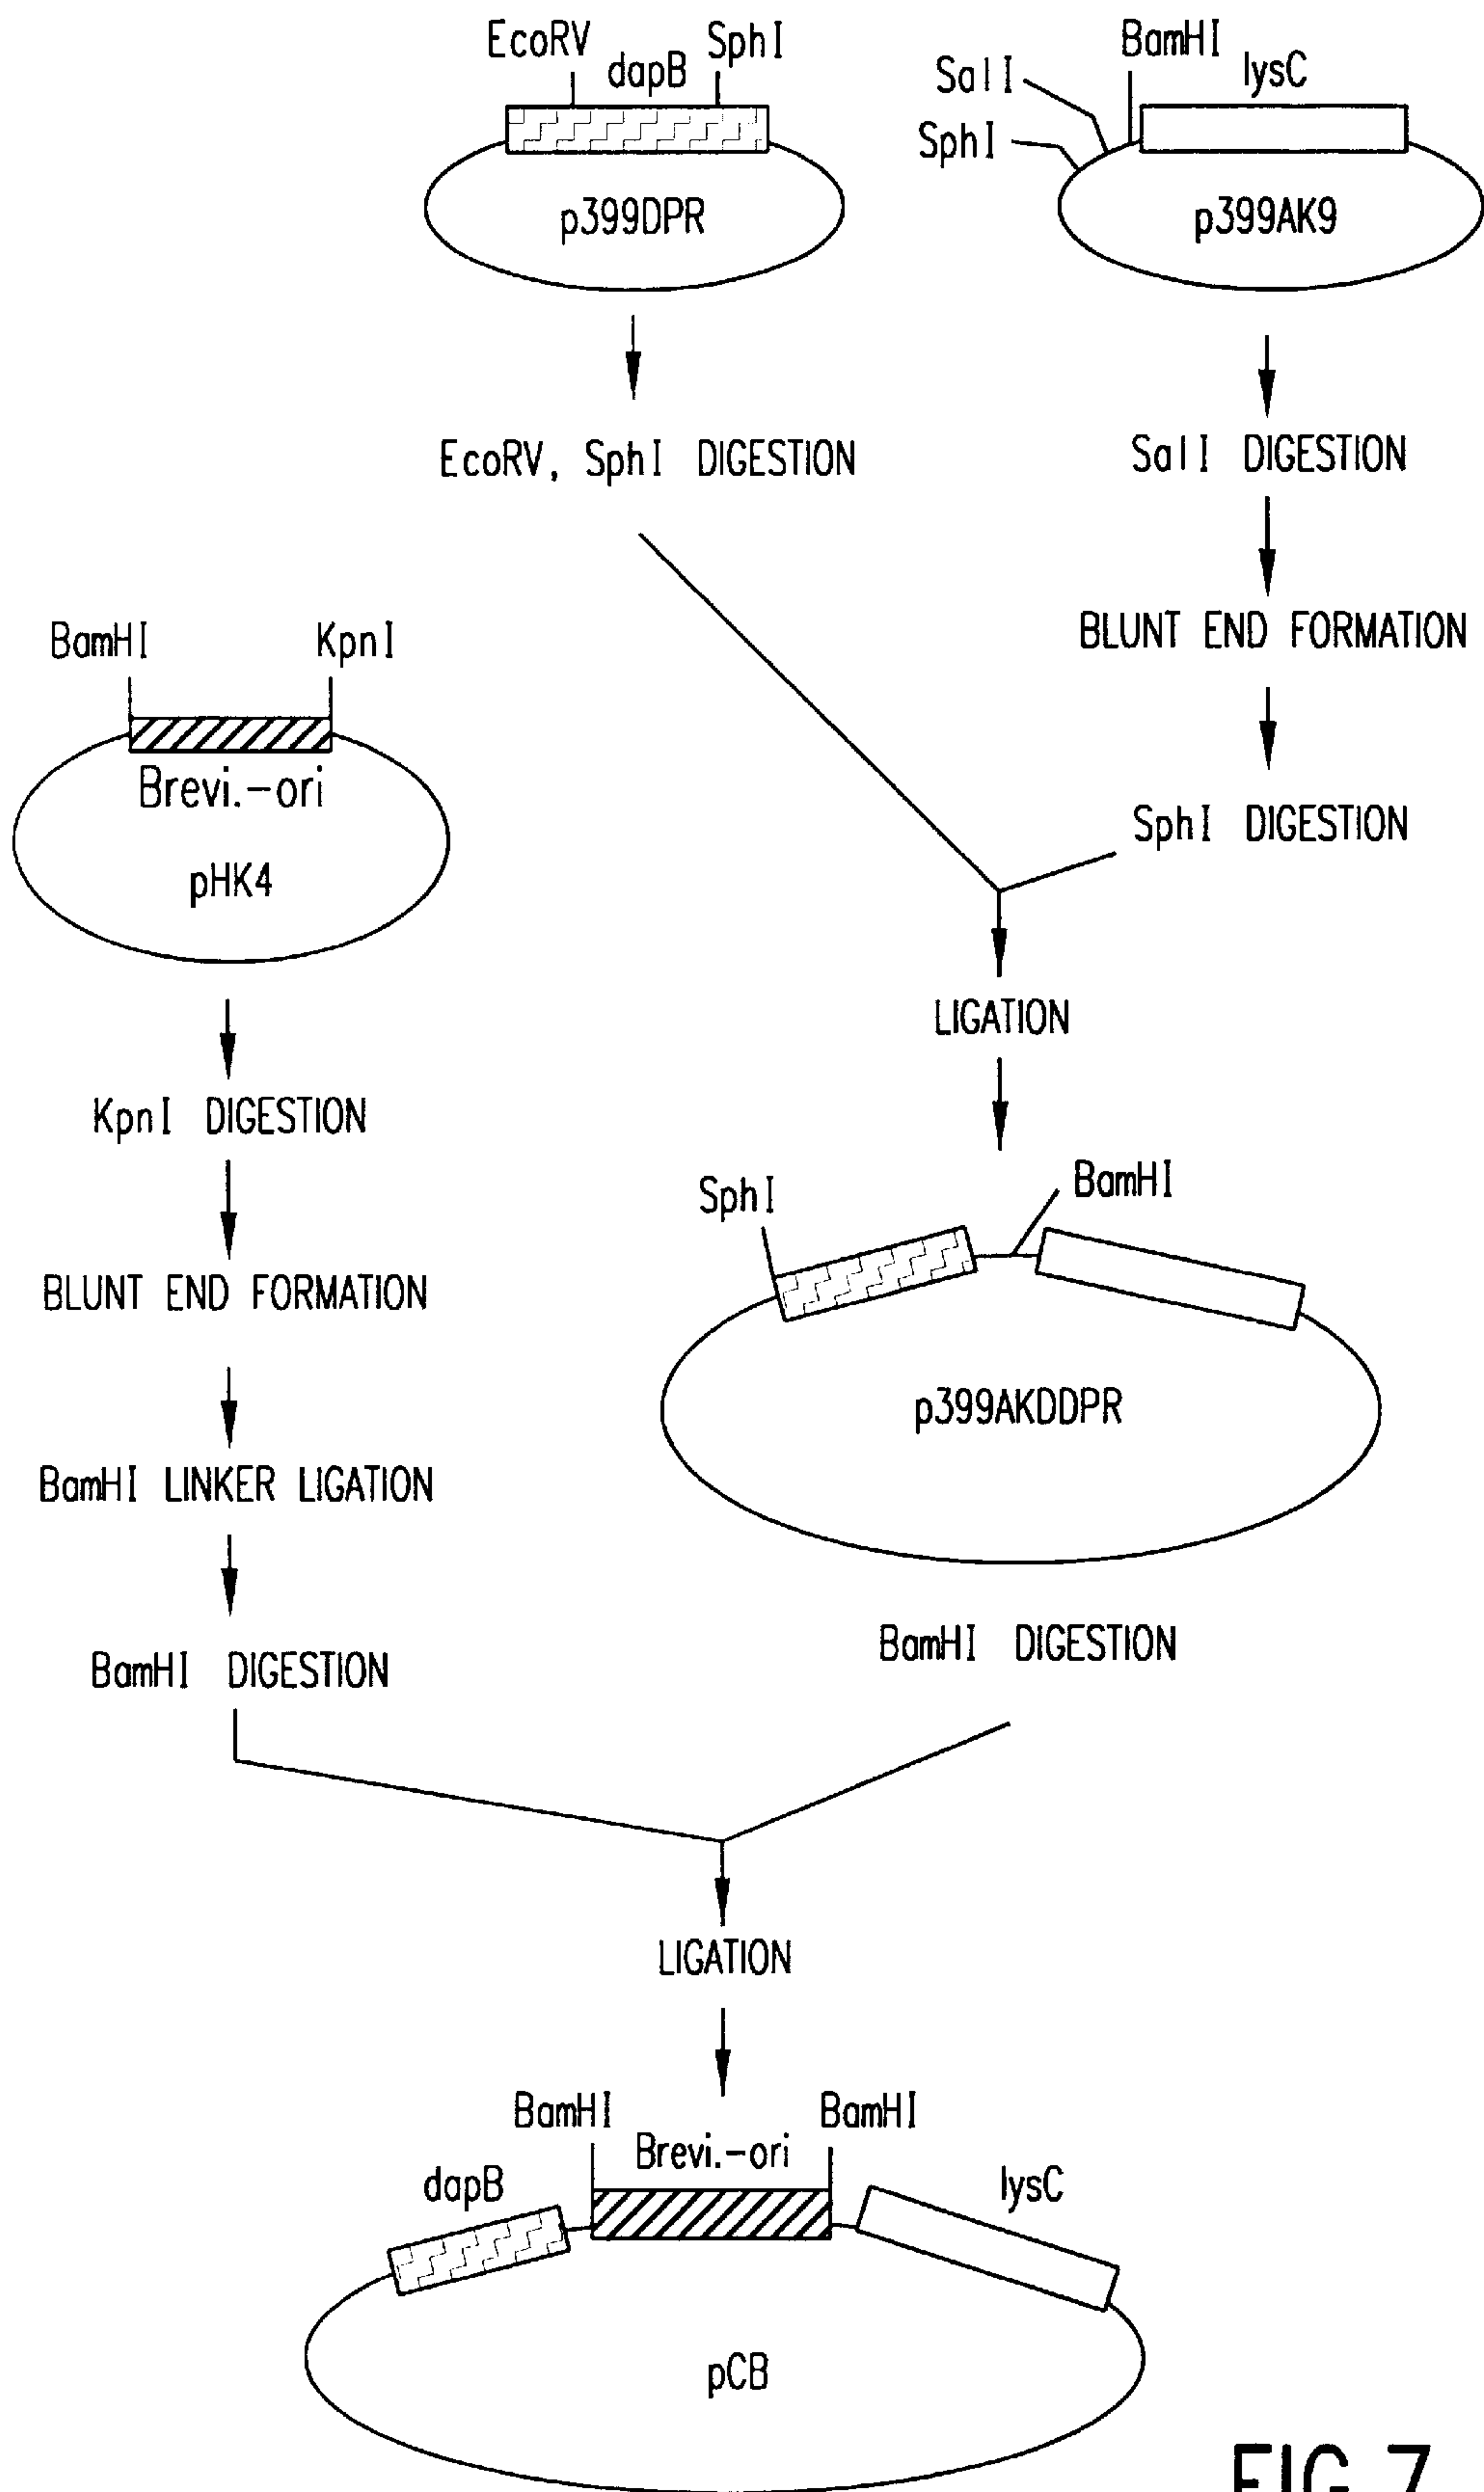 EcoRV
dapB
SphI
p399DPR
EcoRV, SphI DIGESTION
SalI
SphI
BamHI
lysC
p399AK9
SalI DIGESTION
BLUNT END FORMATION
SphI DIGESTION
LIGATION
BamHI
KpnI
Brevi.-ori
pHK4
KpnI DIGESTION
BLUNT END FORMATION
BamHI LINKER LIGATION
BamHI DIGESTION
SphI
BamHI
p399AKDDPR
BamHI DIGESTION
LIGATION
BamHI
BamHI
Brevi.-ori
dapB
lysC
pCB
FIG. 7